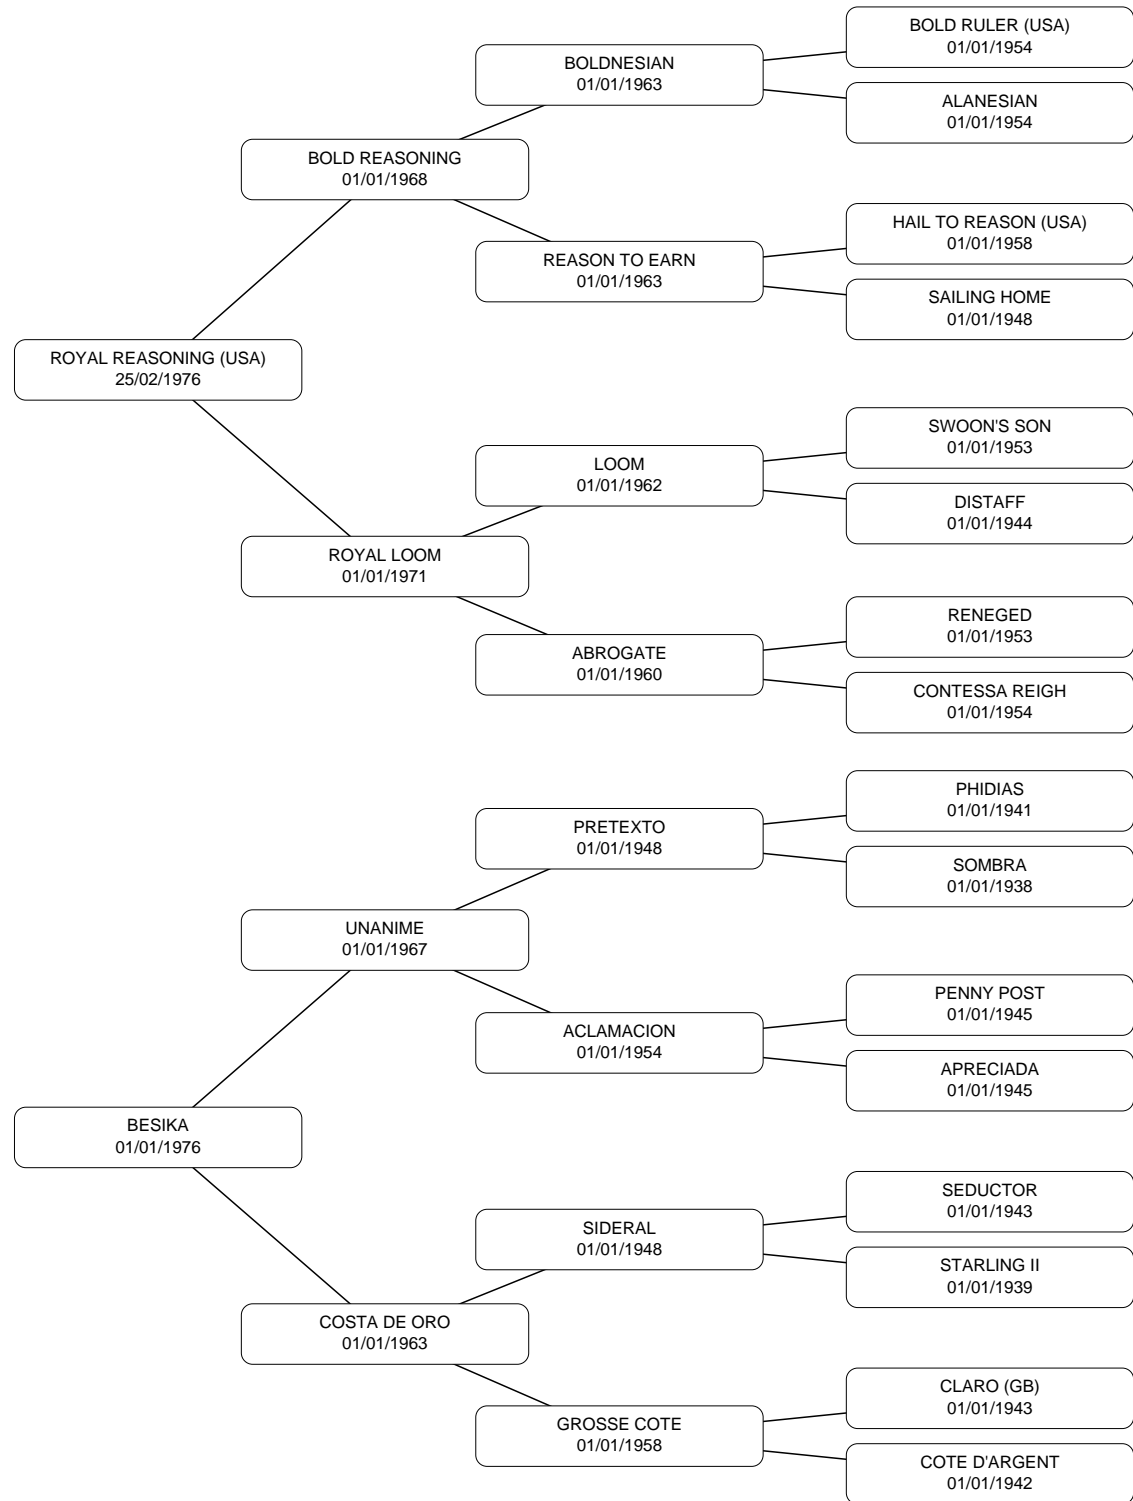 BOLD RULER (USA)
01/01/1954
BOLDNESIAN
01/01/1963
ALANESIAN
01/01/1954
BOLD REASONING
01/01/1968
HAIL TO REASON (USA)
01/01/1958
REASON TO EARN
01/01/1963
SAILING HOME
01/01/1948
ROYAL REASONING (USA)
25/02/1976
SWOON'S SON
01/01/1953
LOOM
01/01/1962
DISTAFF
01/01/1944
ROYAL LOOM
01/01/1971
RENEGED
01/01/1953
ABROGATE
01/01/1960
CONTESSA REIGH
01/01/1954
PHIDIAS
01/01/1941
PRETEXTO
01/01/1948
SOMBRA
01/01/1938
UNANIME
01/01/1967
PENNY POST
01/01/1945
ACLAMACION
01/01/1954
APRECIADA
01/01/1945
BESIKA
01/01/1976
SEDUCTOR
01/01/1943
SIDERAL
01/01/1948
STARLING II
01/01/1939
COSTA DE ORO
01/01/1963
CLARO (GB)
01/01/1943
GROSSE COTE
01/01/1958
COTE D'ARGENT
01/01/1942